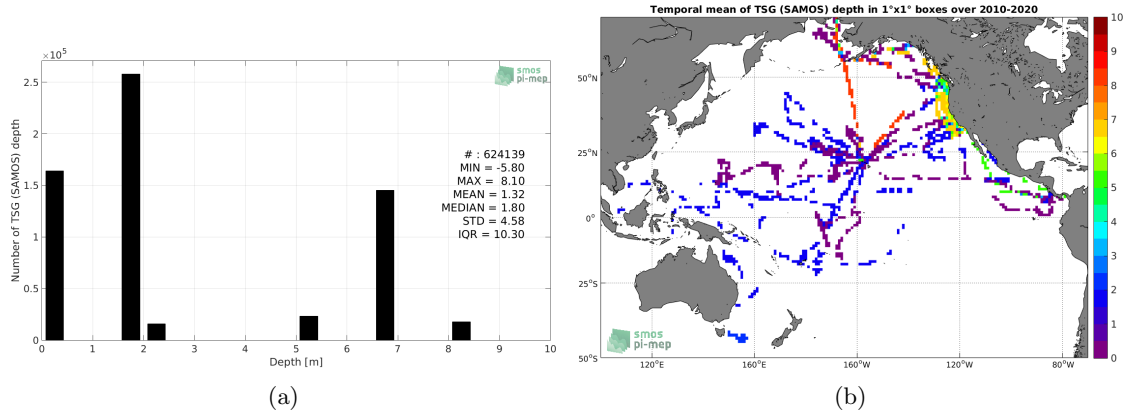 ×10⁵
2.5
2
1.5
1
0.5
0
Number of TSG (SAMOS) depth
smos
pi-mep
# : 624139
MIN = -5.80
MAX = 8.10
MEAN = 1.32
MEDIAN = 1.80
STD = 4.58
IQR = 10.30
0 1 2 3 4 5 6 7 8 9 10
Depth [m]
(a)
Temporal mean of TSG (SAMOS) depth in 1°x1° boxes over 2010-2020
50°N
25°N
0°
25°S
50°S
smos
pi-mep
120°E 160°E 160°W 120°W 80°W
10
9
8
7
6
5
4
3
2
1
0
(b)